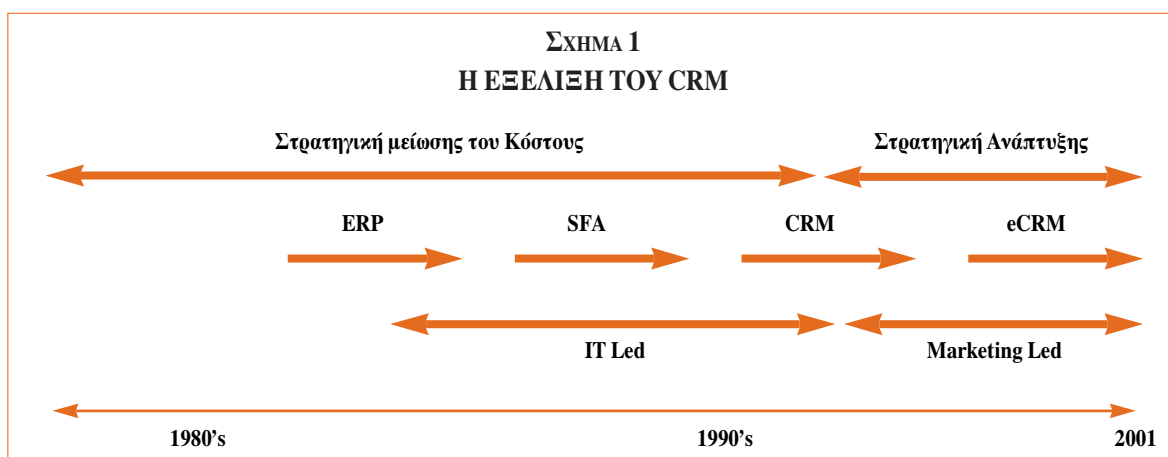 ΣΧΗΜΑ 1
Η ΕΞΕΛΙΞΗ ΤΟΥ CRM
Στρατηγική μείωσης του Κόστους Στρατηγική Ανάπτυξης
ERP SFA CRM eCRM
IT Led Marketing Led
1980's 1990's 2001